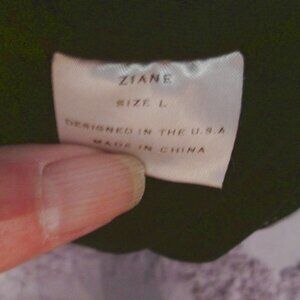 ZIANE
SIZE L
DESIGNED IN THE U.S.A
MADE IN CHINA